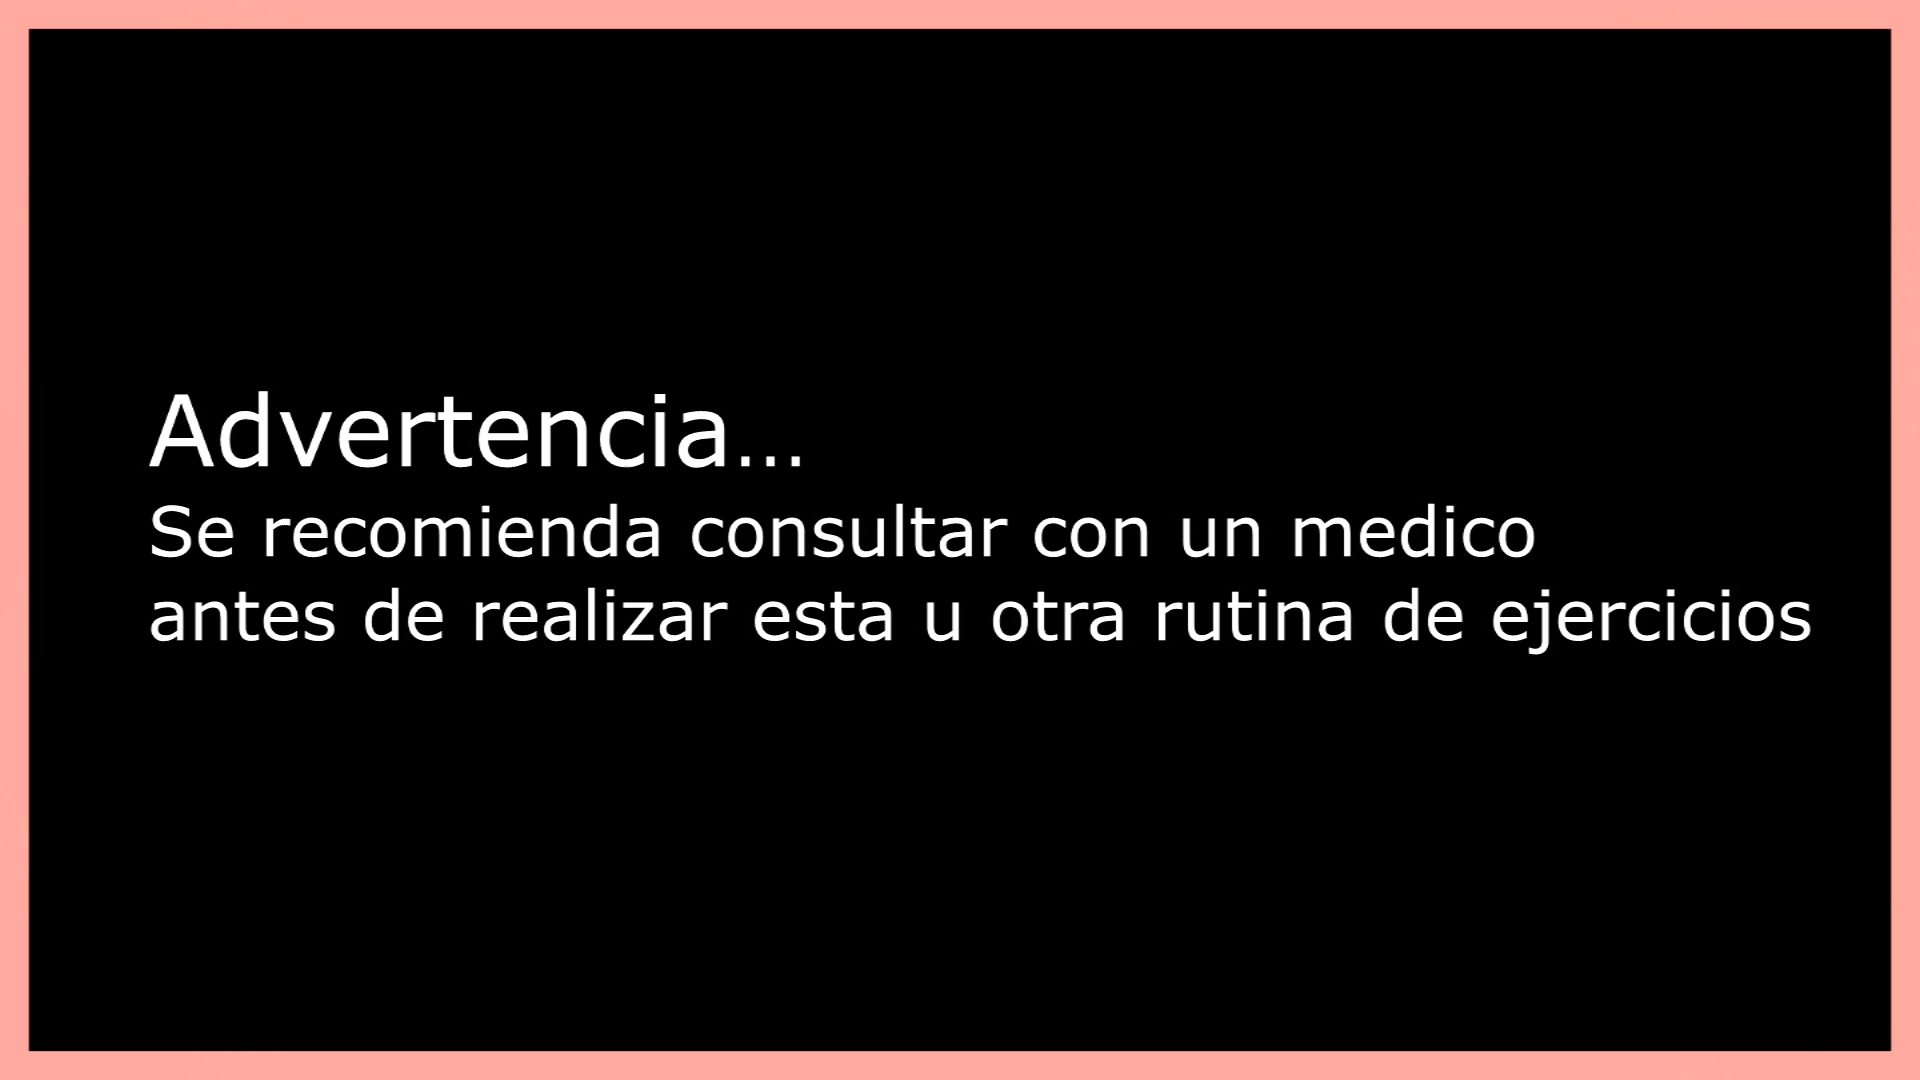 Advertencia...
Se recomienda consultar con un medico
antes de realizar esta u otra rutina de ejercicios